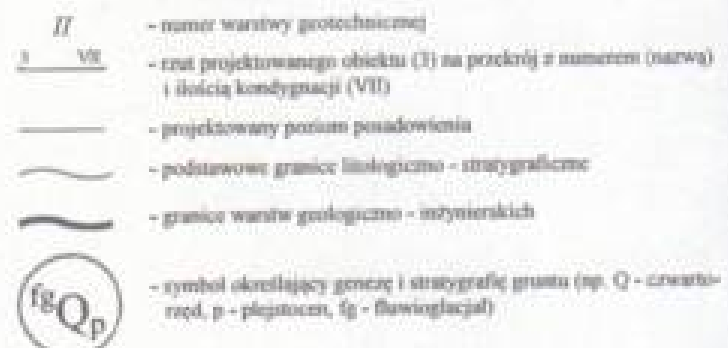 II - numer warstwy geotechnicznej
3 VII - rzut projektowanego obiektu (3) na przekrój z numerem (nazwą)
i ilością kondygnacji (VII)
- projektowany poziom posadowienia
- podstawowe granice litologiczno - stratygraficzne
- granice warstw geologiczno - inżynierskich
fgQp - symbol określający genezę i stratygrafię gruntu (np. Q - czwarto-
rzęd, p - plejstocen, fg - fluwioglacjał)